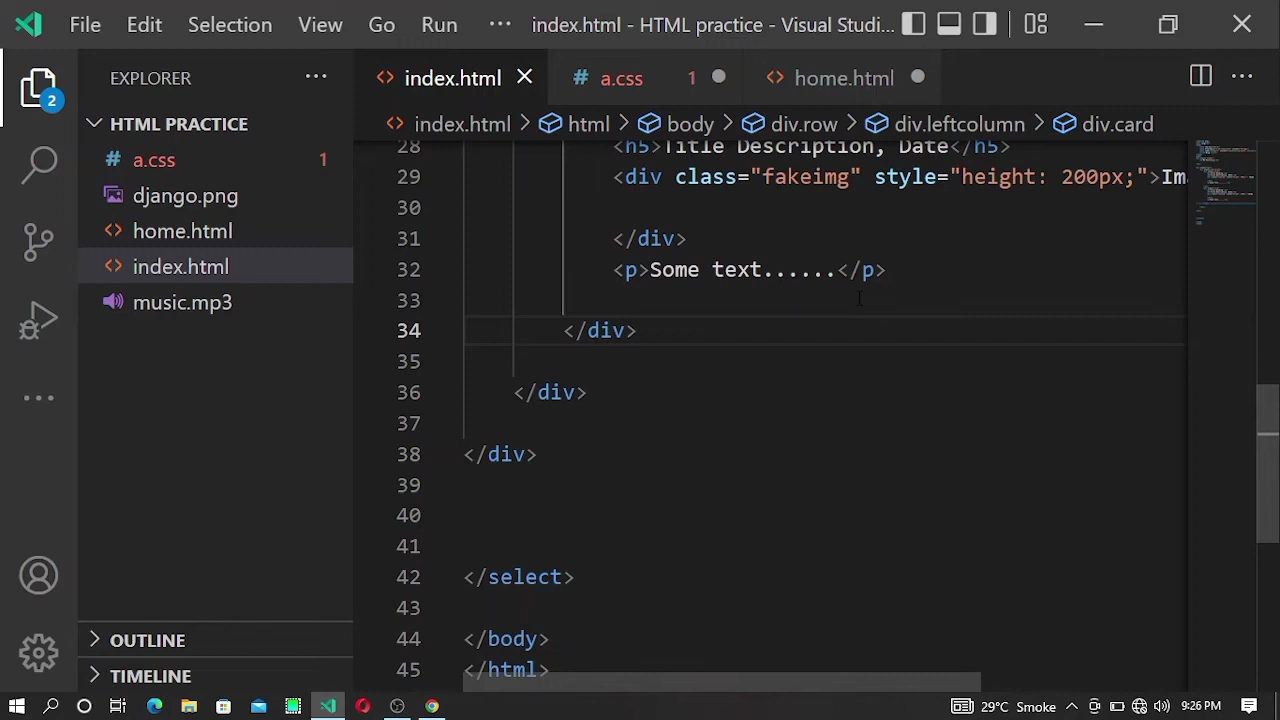 File Edit Selection View Go Run ··· index.html - HTML practice - Visual Studi...
EXPLORER ···
index.html
# a.css 1
home.html ···
index.html > html > body > div.row > div.leftcolumn > div.card
2
HTML PRACTICE
# a.css 1
django.png
home.html
index.html
music.mp3
28 <h5>Title Description, Date</h5>
29 <div class="fakeimg" style="height: 200px;">Ima
30
31 </div>
32 <p>Some text......</p>
33
34 </div>
35
36 </div>
37
38 </div>
39
40
41
42 </select>
43
44 </body>
45 </html>
OUTLINE
TIMELINE
29°C Smoke 9:26 PM